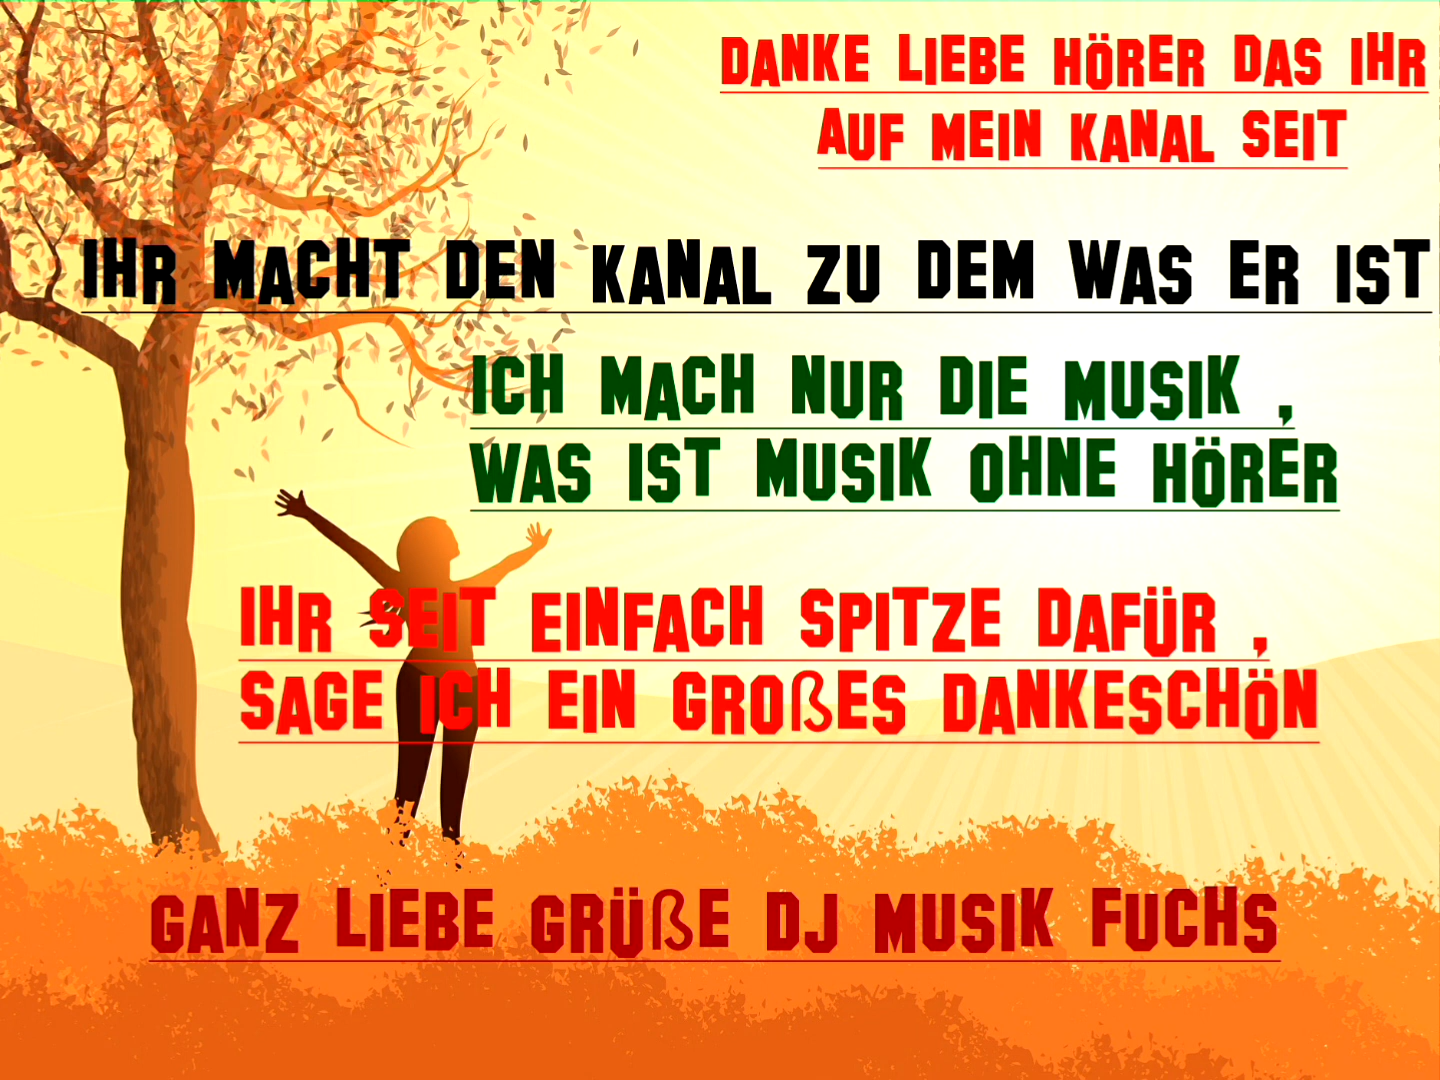 DANKE LIEBE HÖRER DAS IHR
AUF MEIN KANAL SEIT
IHR MACHT DEN KANAL ZU DEM WAS ER IST
ICH MACH NUR DIE MUSIK ,
WAS IST MUSIK OHNE HÖRER
IHR SEIT EINFACH SPITZE DAFÜR ,
SAGE ICH EIN GROßES DANKESCHÖN
GANZ LIEBE GRÜßE DJ MUSIK FUCHS